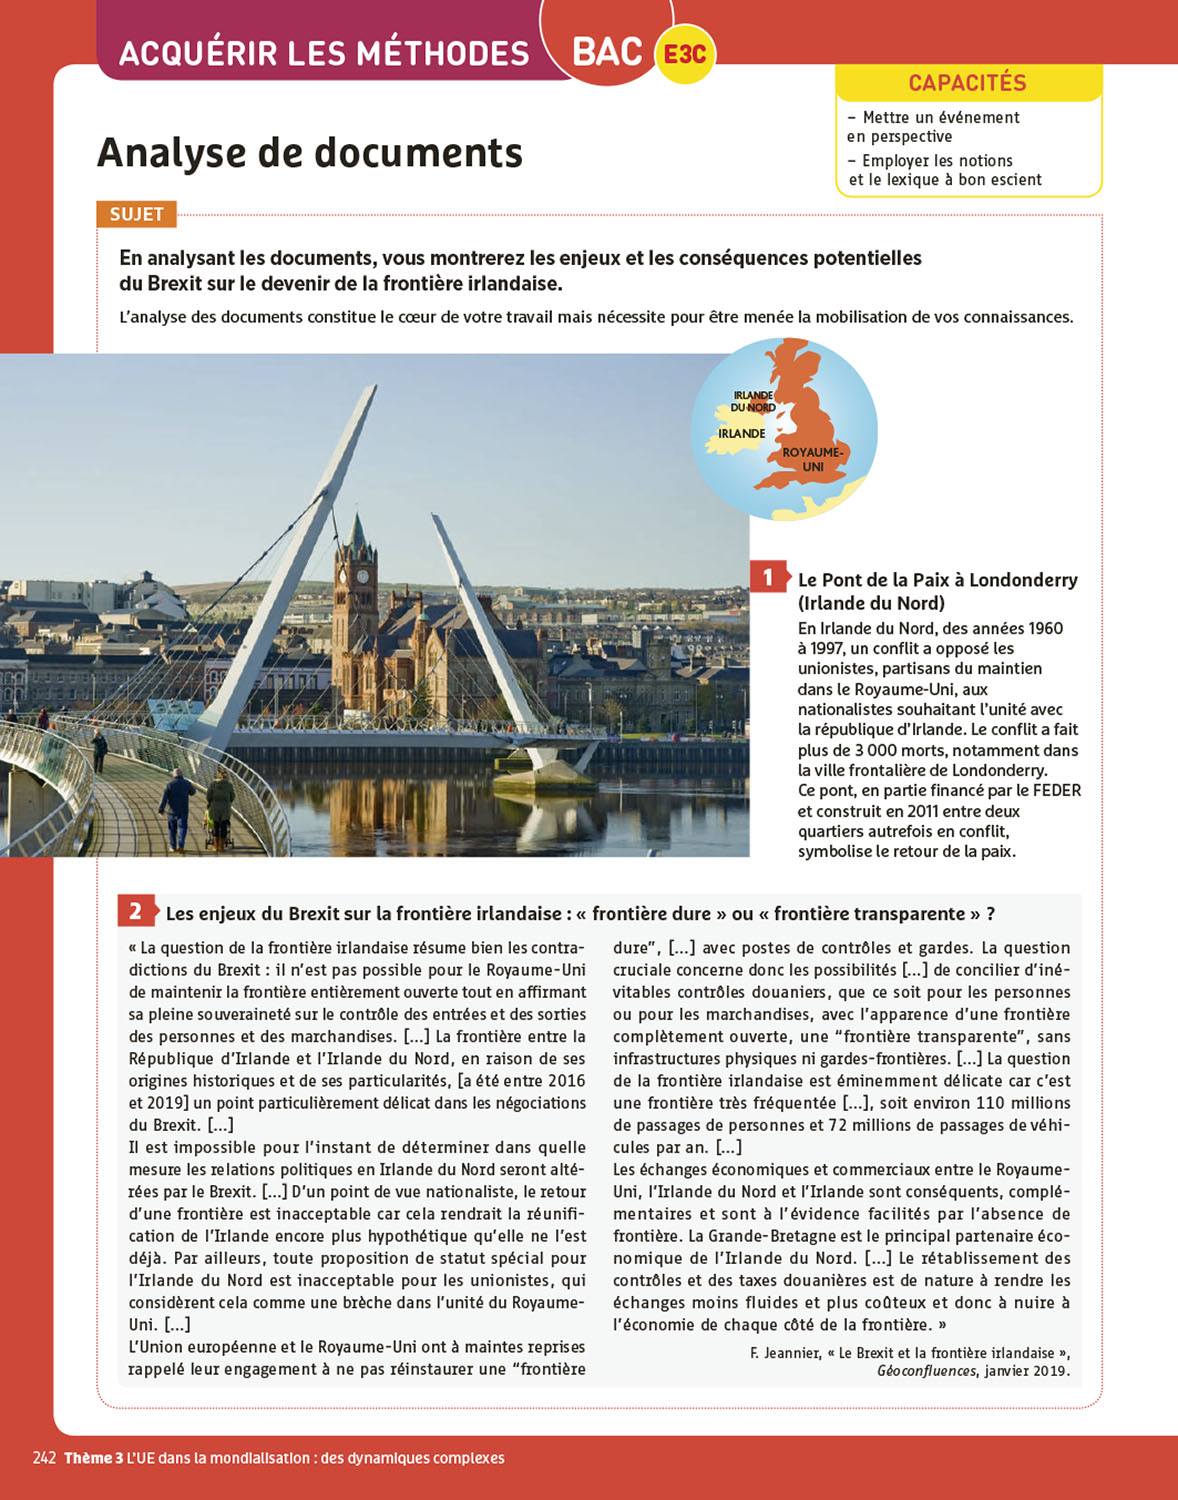 ACQUÉRIR LES MÉTHODES
BAC
E3C
CAPACITÉS
– Mettre un événement
en perspective
– Employer les notions
et le lexique à bon escient
Analyse de documents
SUJET
En analysant les documents, vous montrerez les enjeux et les conséquences potentielles
du Brexit sur le devenir de la frontière irlandaise.
L'analyse des documents constitue le cœur de votre travail mais nécessite pour être menée la mobilisation de vos connaissances.
IRLANDE
DU NORD
IRLANDE
ROYAUME-
UNI
1
Le Pont de la Paix à Londonderry
(Irlande du Nord)
En Irlande du Nord, des années 1960
à 1997, un conflit a opposé les
unionistes, partisans du maintien
dans le Royaume-Uni, aux
nationalistes souhaitant l'unité avec
la république d'Irlande. Le conflit a fait
plus de 3 000 morts, notamment dans
la ville frontalière de Londonderry.
Ce pont, en partie financé par le FEDER
et construit en 2011 entre deux
quartiers autrefois en conflit,
symbolise le retour de la paix.
2
Les enjeux du Brexit sur la frontière irlandaise : « frontière dure » ou « frontière transparente » ?
« La question de la frontière irlandaise résume bien les contra-
dictions du Brexit : il n'est pas possible pour le Royaume-Uni
de maintenir la frontière entièrement ouverte tout en affirmant
sa pleine souveraineté sur le contrôle des entrées et des sorties
des personnes et des marchandises. [...] La frontière entre la
République d'Irlande et l'Irlande du Nord, en raison de ses
origines historiques et de ses particularités, [a été entre 2016
et 2019] un point particulièrement délicat dans les négociations
du Brexit. [...]
Il est impossible pour l'instant de déterminer dans quelle
mesure les relations politiques en Irlande du Nord seront alté-
rées par le Brexit. [...] D'un point de vue nationaliste, le retour
d'une frontière est inacceptable car cela rendrait la réunifi-
cation de l'Irlande encore plus hypothétique qu'elle ne l'est
déjà. Par ailleurs, toute proposition de statut spécial pour
l'Irlande du Nord est inacceptable pour les unionistes, qui
considèrent cela comme une brèche dans l'unité du Royaume-
Uni. [...]
L'Union européenne et le Royaume-Uni ont à maintes reprises
rappelé leur engagement à ne pas réinstaurer une "frontière
dure", [...] avec postes de contrôles et gardes. La question
cruciale concerne donc les possibilités [...] de concilier d'iné-
vitables contrôles douaniers, que ce soit pour les personnes
ou pour les marchandises, avec l'apparence d'une frontière
complètement ouverte, une "frontière transparente", sans
infrastructures physiques ni gardes-frontières. [...] La question
de la frontière irlandaise est éminemment délicate car c'est
une frontière très fréquentée [...], soit environ 110 millions
de passages de personnes et 72 millions de passages de véhi-
cules par an. [...]
Les échanges économiques et commerciaux entre le Royaume-
Uni, l'Irlande du Nord et l'Irlande sont conséquents, complé-
mentaires et sont à l'évidence facilités par l'absence de
frontière. La Grande-Bretagne est le principal partenaire éco-
nomique de l'Irlande du Nord. [...] Le rétablissement des
contrôles et des taxes douanières est de nature à rendre les
échanges moins fluides et plus coûteux et donc à nuire à
l'économie de chaque côté de la frontière. »
F. Jeannier, « Le Brexit et la frontière irlandaise »,
Géoconfluences, janvier 2019.
242 Thème 3 L'UE dans la mondialisation : des dynamiques complexes